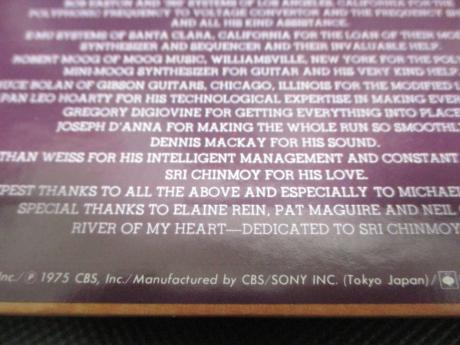 BOB EASTON AND 360 SYSTEMS OF LOS ANGELES, CALIFORNIA FOR THE
POLYPHONIC FREQUENCY TO VOLTAGE CONVERTOR AND THE FREQUENCY
AND ALL HIS KIND ASSISTANCE.
E-MU SYSTEMS OF SANTA CLARA, CALIFORNIA FOR THE LOAN OF THEIR
SYNTHESIZER AND SEQUENCER AND THEIR INVALUABLE HELP.
ROBERT MOOG OF MOOG MUSIC, WILLIAMSVILLE, NEW YORK FOR THE
MINI-MOOG SYNTHESIZER FOR GUITAR AND HIS VERY KIND HELP.
UCK BOLAN OF GIBSON GUITARS, CHICAGO, ILLINOIS FOR THE MODIFIED
PAN LEO HOARTY FOR HIS TECHNOLOGICAL EXPERTISE IN MAKING EVER
GREGORY DIGIOVINE FOR GETTING EVERYTHING INTO PLACE
JOSEPH D'ANNA FOR MAKING THE WHOLE RUN SO SMOOTHL
DENNIS MACKAY FOR HIS SOUND.
THAN WEISS FOR HIS INTELLIGENT MANAGEMENT AND CONSTANT
SRI CHINMOY FOR HIS LOVE.
PEST THANKS TO ALL THE ABOVE AND ESPECIALLY TO MICHAEL
SPECIAL THANKS TO ELAINE REIN, PAT MAGUIRE AND NEIL
RIVER OF MY HEART—DEDICATED TO SRI CHINMOY
nc./ ℗ 1975 CBS, Inc./Manufactured by CBS/SONY INC. (Tokyo Japan)/